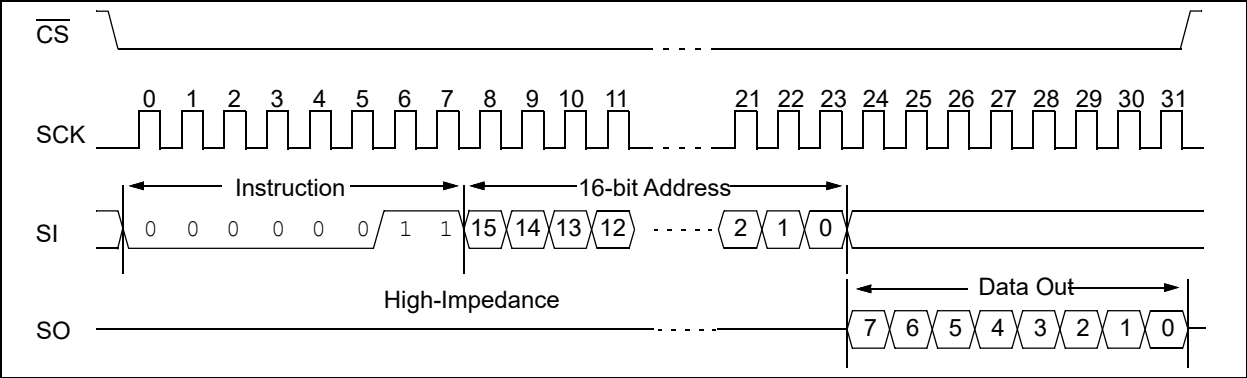 CS
0 1 2 3 4 5 6 7 8 9 10 11 21 22 23 24 25 26 27 28 29 30 31
SCK
Instruction 16-bit Address
SI 0 0 0 0 0 0 1 1 15 14 13 12 2 1 0
High-Impedance Data Out
SO 7 6 5 4 3 2 1 0